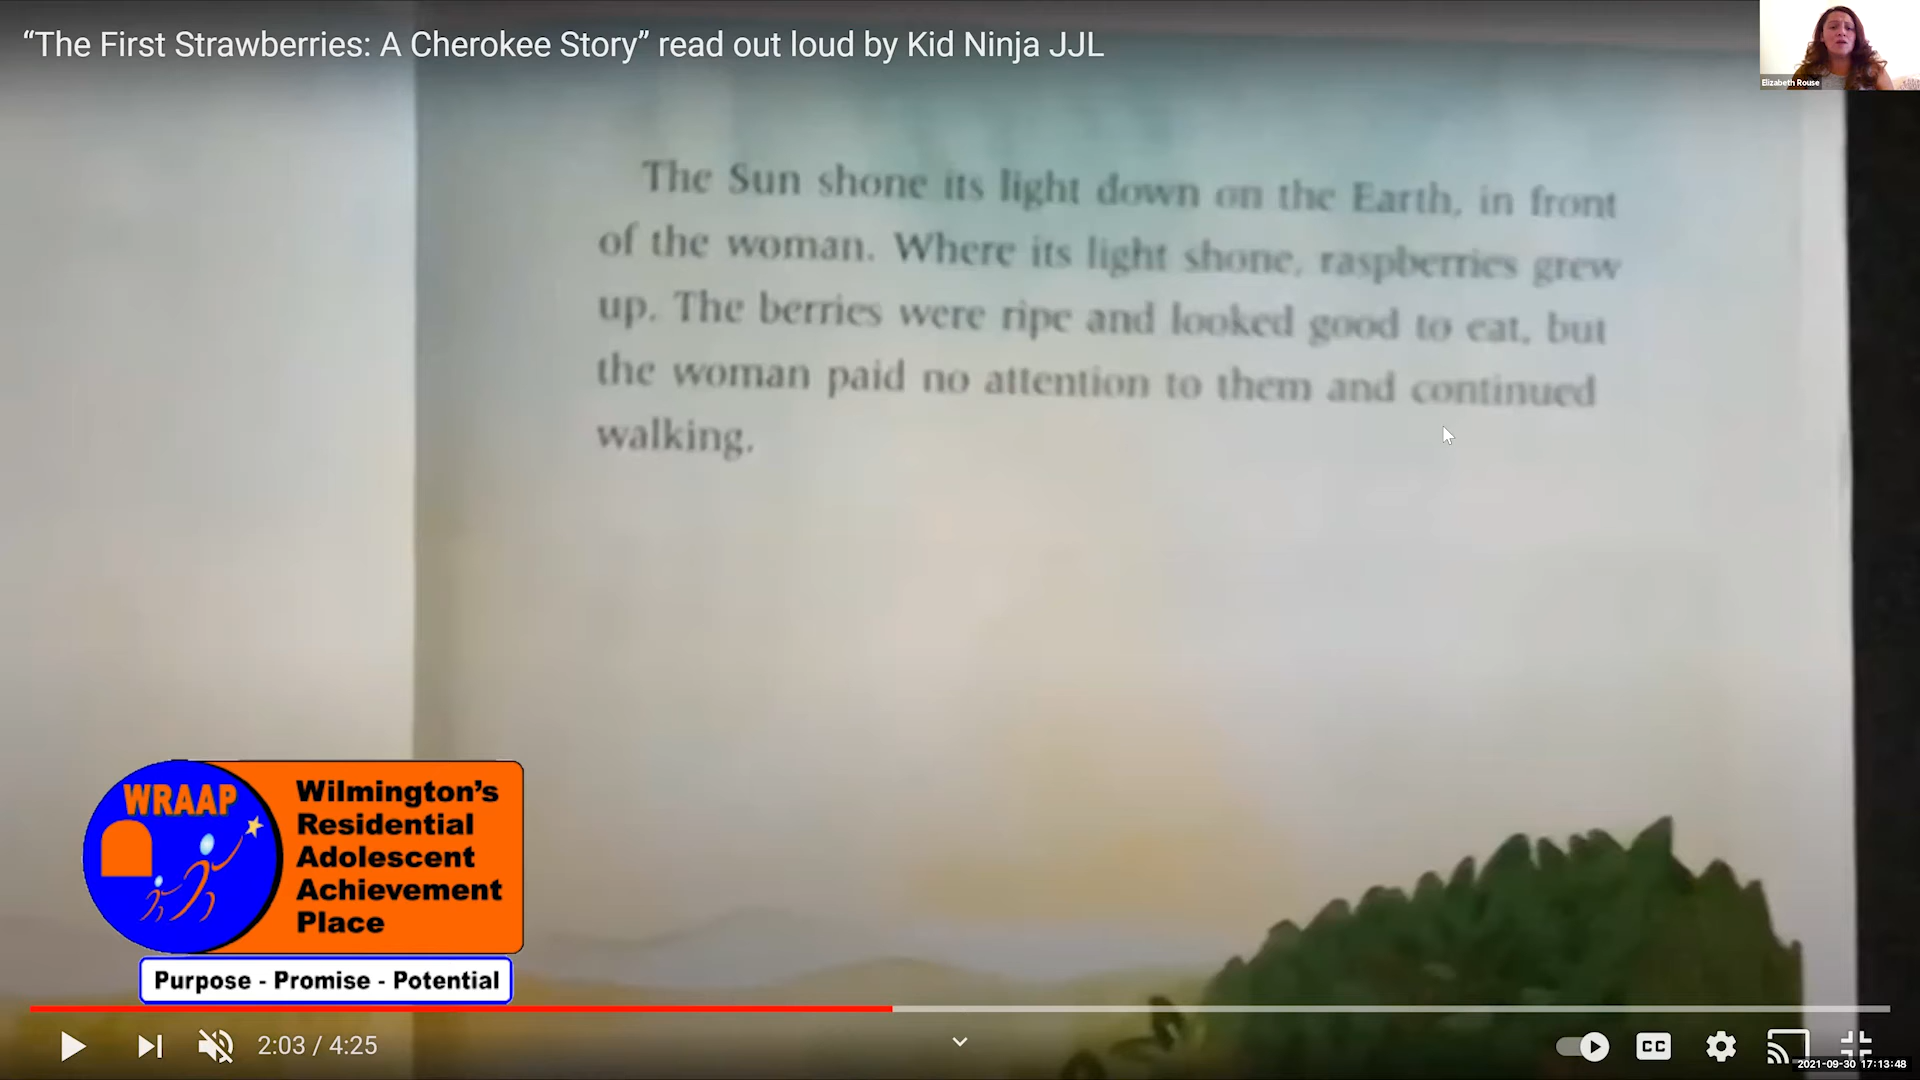 “The First Strawberries: A Cherokee Story” read out loud by Kid Ninja JJL
Elizabeth Rouse
The Sun shone its light down on the Earth, in front
of the woman. Where its light shone, raspberries grew
up. The berries were ripe and looked good to eat, but
the woman paid no attention to them and continued
walking.
WRAAP
Wilmington’s
Residential
Adolescent
Achievement
Place
Purpose - Promise - Potential
2:03 / 4:25
CC
2021-09-30 17:13:48